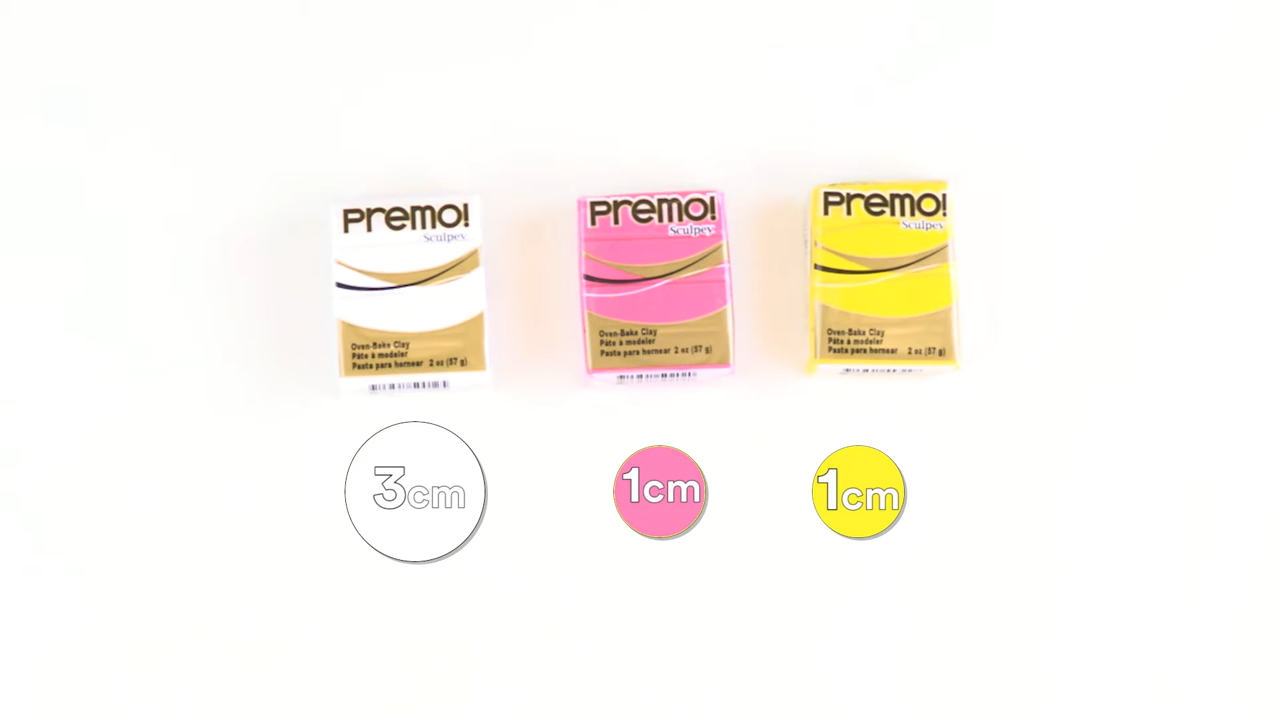 Premo!
Sculpey
Oven-Bake Clay
Pâte à modeler
Pasta para hornear 2 oz (57 g)
Premo!
Sculpey
Oven-Bake Clay
Pâte à modeler
Pasta para hornear 2 oz (57 g)
Premo!
Sculpey
Oven-Bake Clay
Pâte à modeler
Pasta para hornear 2 oz (57 g)
3cm
1cm
1cm